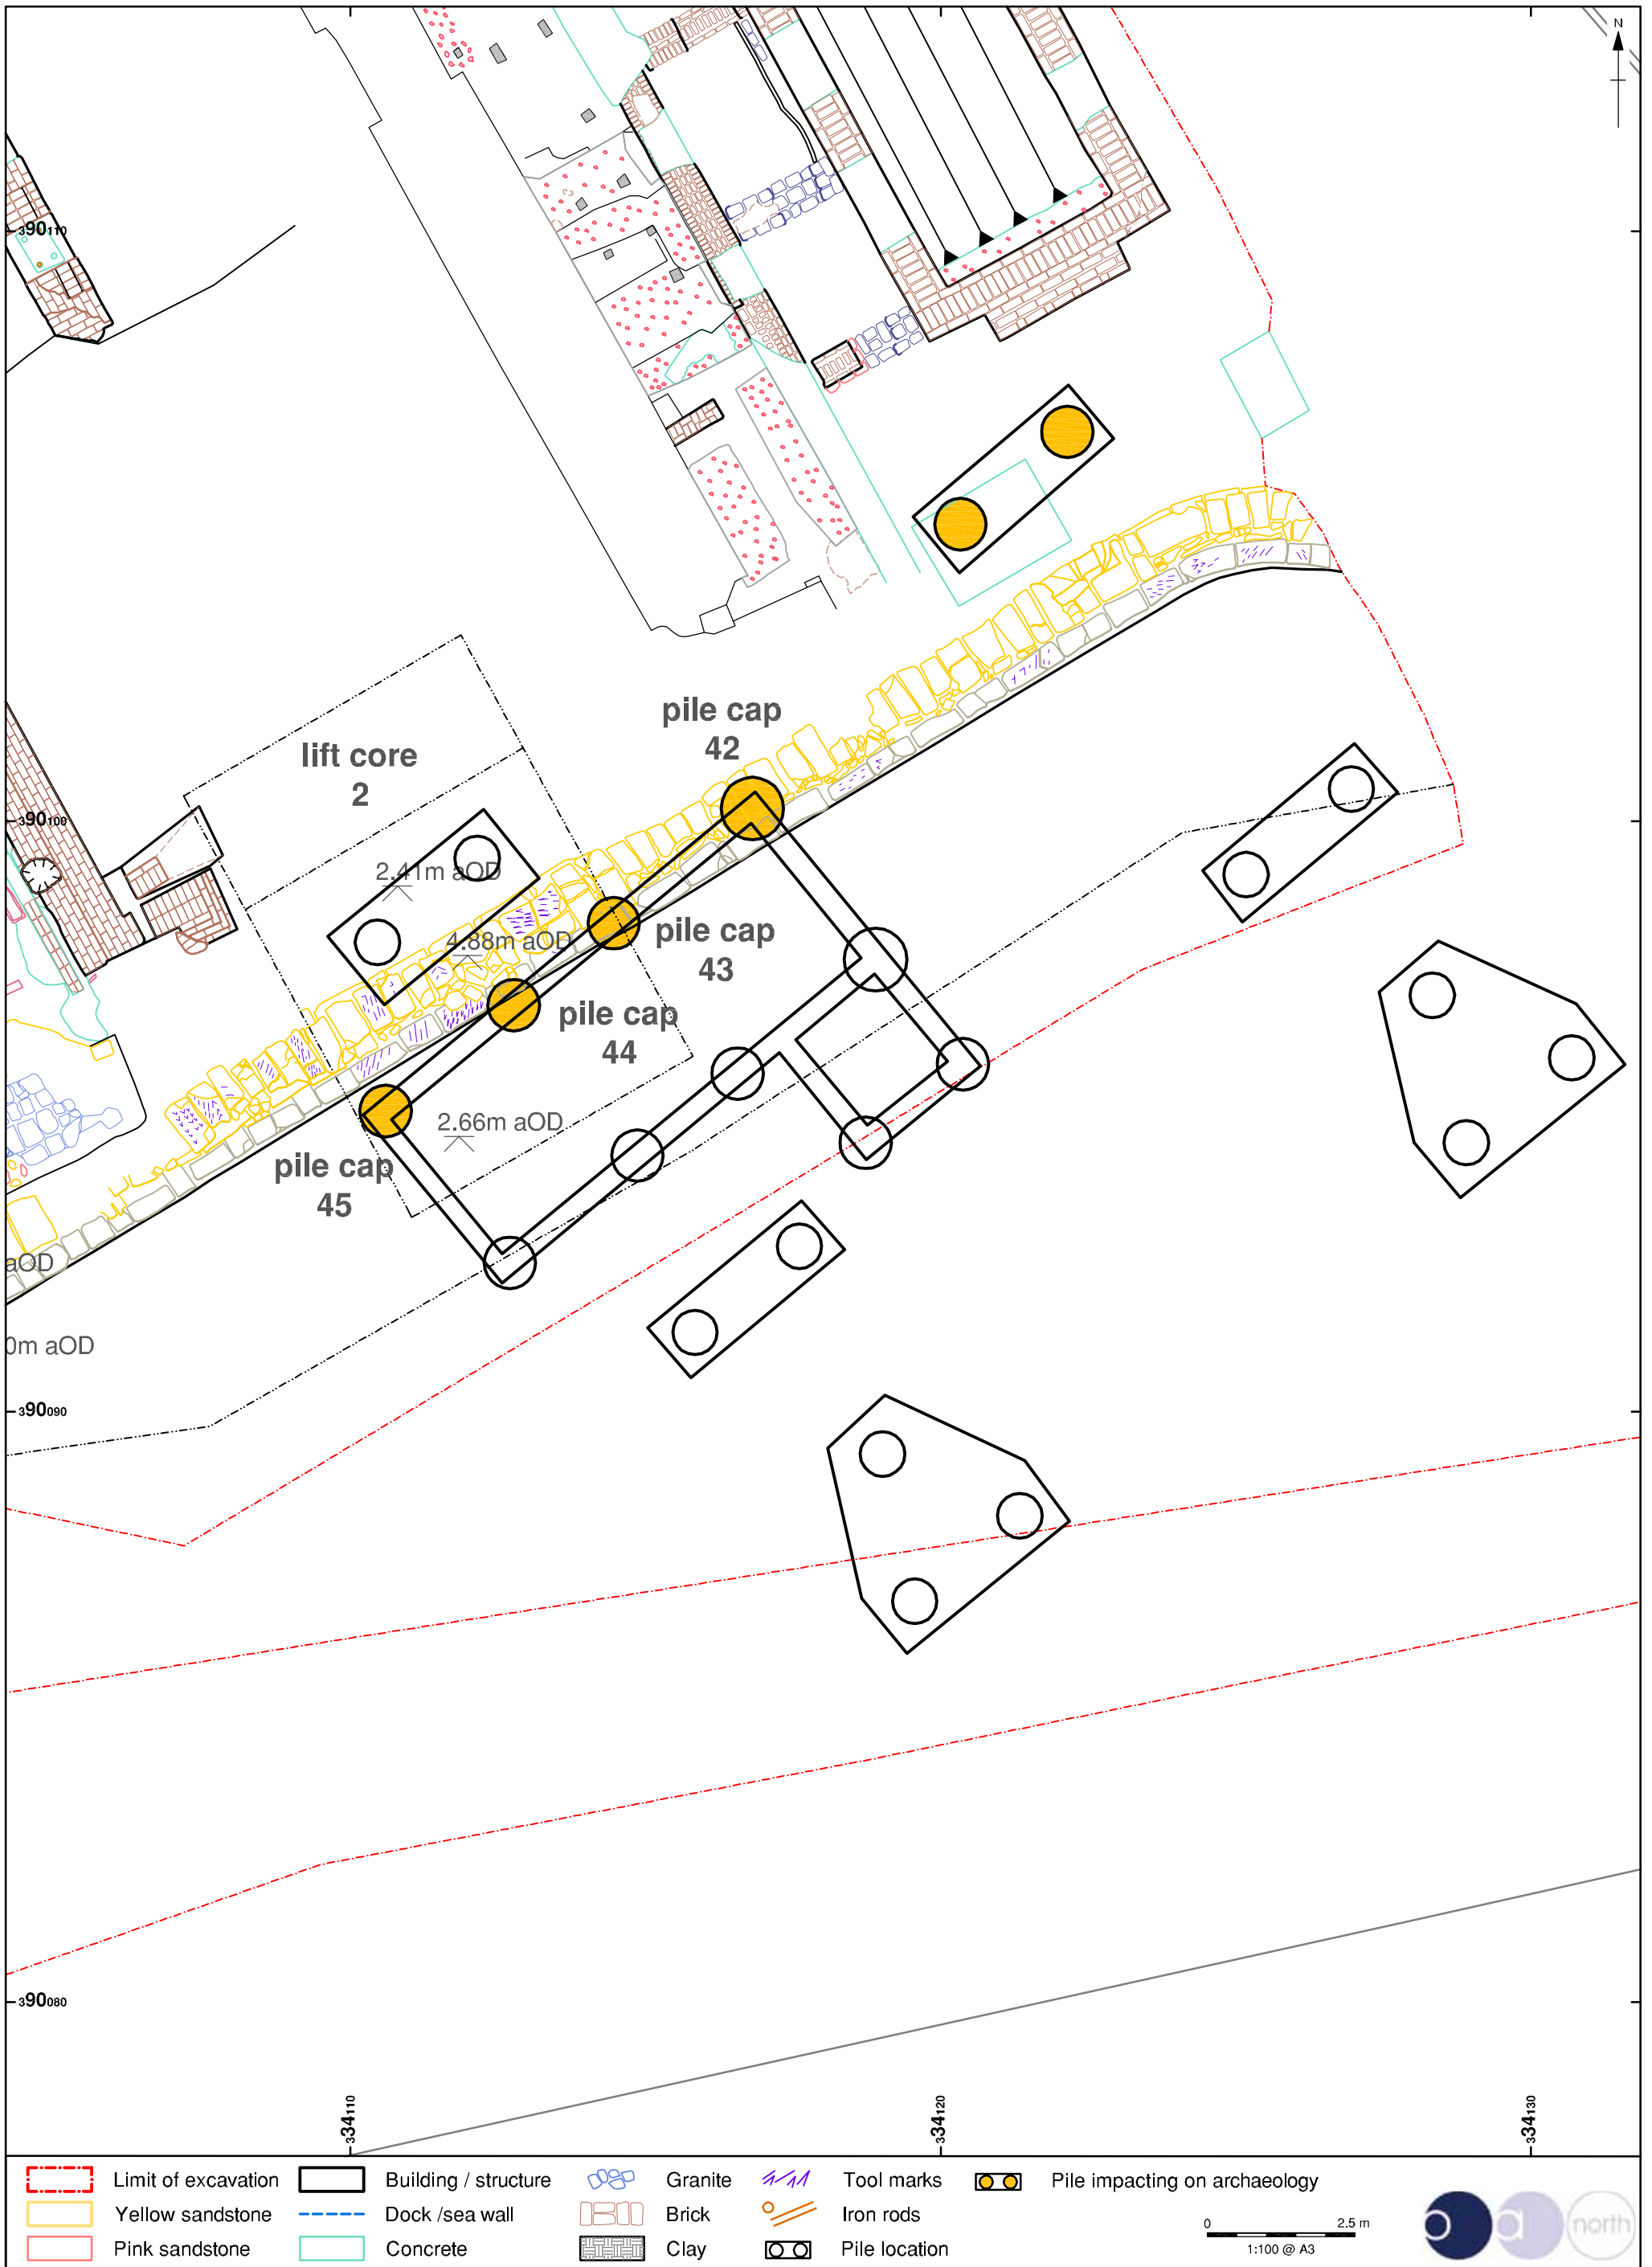 N
390110
pile cap
42
lift core
2
390100
2.41m aOD
4.88m aOD
pile cap
43
pile cap
44
2.66m aOD
pile cap
45
aOD
0m aOD
390090
390080
334110
334120
334130
Limit of excavation
Building / structure
Granite
Tool marks
Pile impacting on archaeology
Yellow sandstone
Dock /sea wall
Brick
Iron rods
Pink sandstone
Concrete
Clay
Pile location
0 2.5 m
1:100 @ A3
o a north